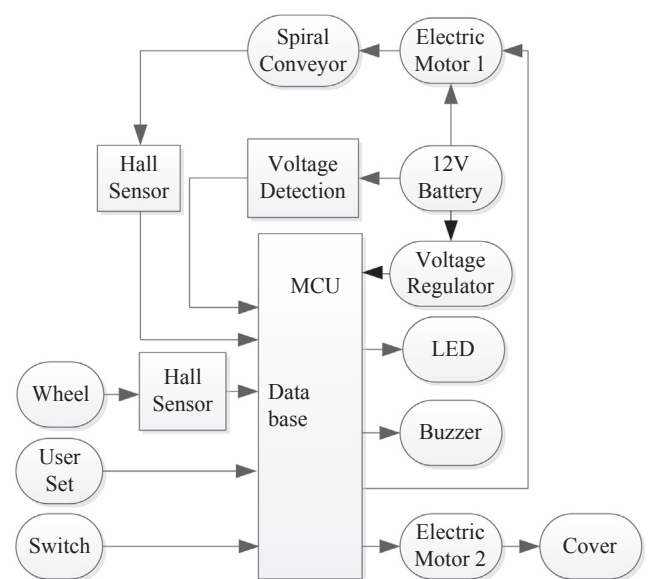 Spiral
Conveyor
Electric
Motor 1
Hall
Sensor
Voltage
Detection
12V
Battery
MCU
Voltage
Regulator
LED
Wheel
Hall
Sensor
Data
base
Buzzer
User
Set
Switch
Electric
Motor 2
Cover